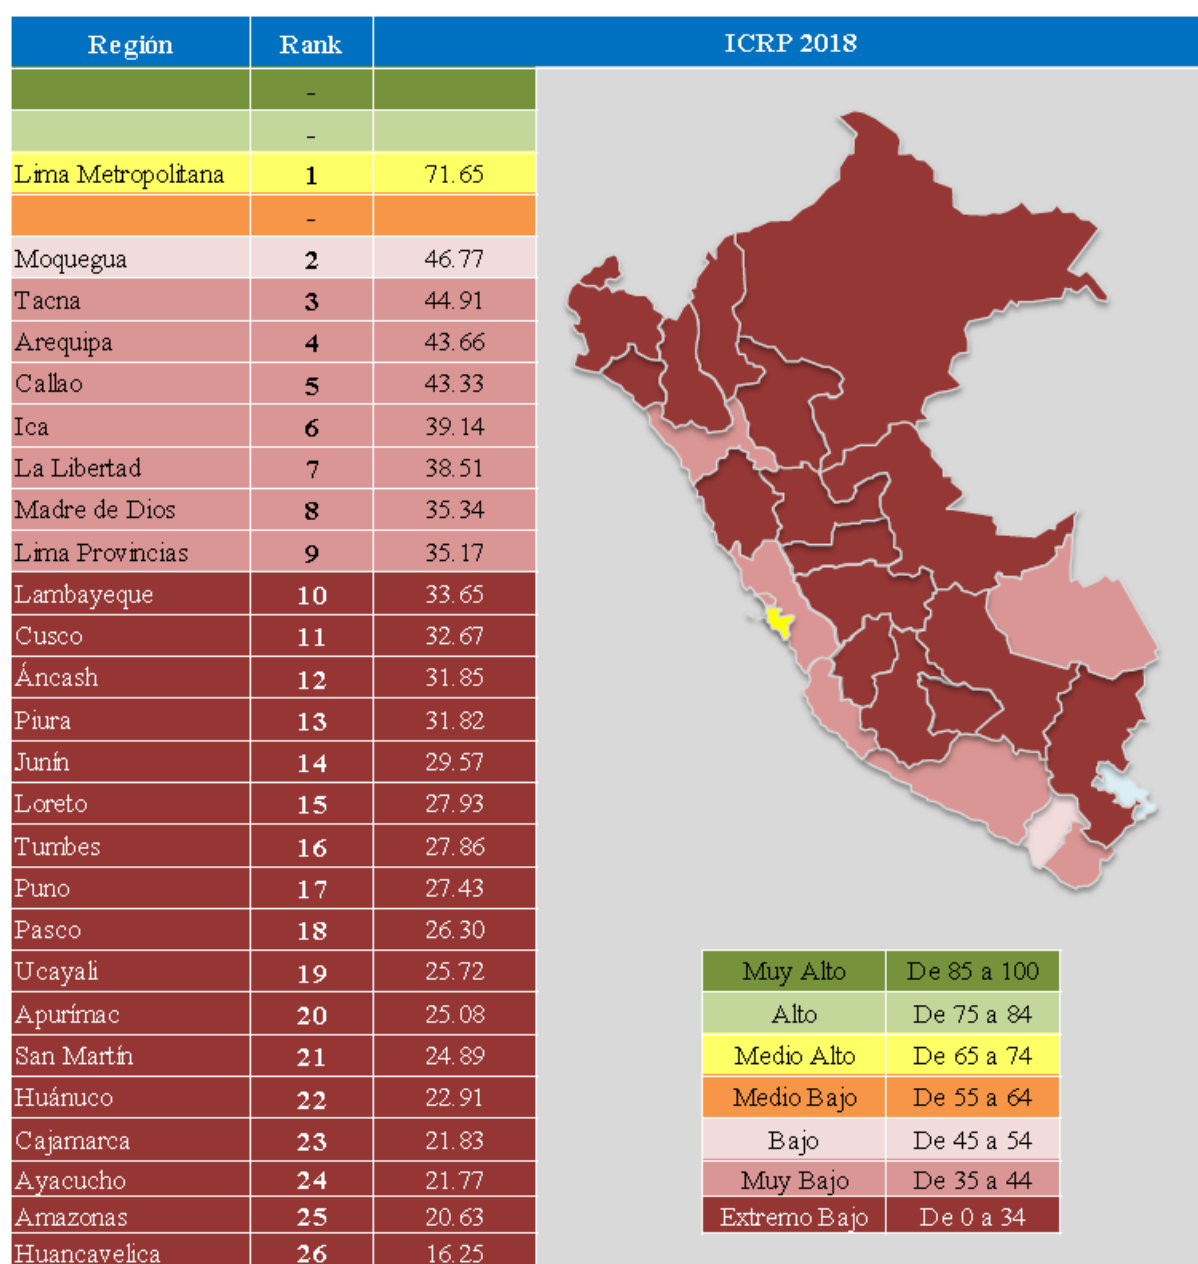 Región Rank ICRP 2018
-
-
Lima Metropolitana 1 71.65
-
Moquegua 2 46.77
Tacna 3 44.91
Arequipa 4 43.66
Callao 5 43.33
Ica 6 39.14
La Libertad 7 38.51
Madre de Dios 8 35.34
Lima Provincias 9 35.17
Lambayeque 10 33.65
Cusco 11 32.67
Áncash 12 31.85
Piura 13 31.82
Junín 14 29.57
Loreto 15 27.93
Tumbes 16 27.86
Puno 17 27.43
Pasco 18 26.30
Ucayali 19 25.72
Apurímac 20 25.08
San Martín 21 24.89
Huánuco 22 22.91
Cajamarca 23 21.83
Ayacucho 24 21.77
Amazonas 25 20.63
Huancavelica 26 16.25
Muy Alto De 85 a 100
Alto De 75 a 84
Medio Alto De 65 a 74
Medio Bajo De 55 a 64
Bajo De 45 a 54
Muy Bajo De 35 a 44
Extremo Bajo De 0 a 34